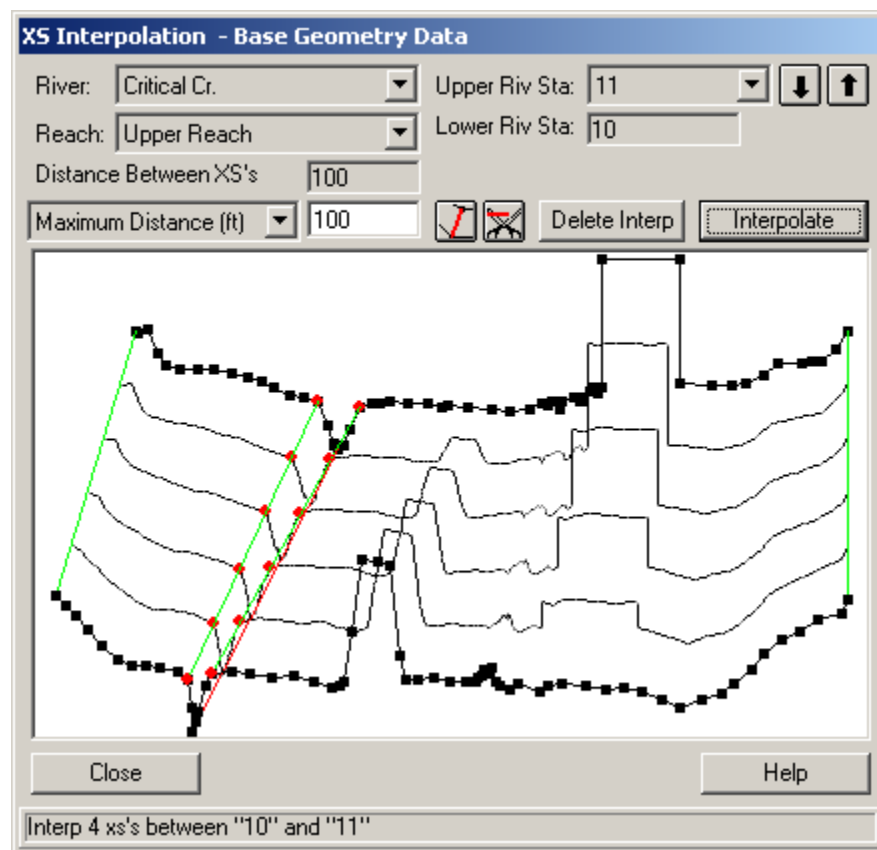 XS Interpolation - Base Geometry Data
River: Critical Cr. Upper Riv Sta: 11
Reach: Upper Reach Lower Riv Sta: 10
Distance Between XS's 100
Maximum Distance (ft) 100 Delete Interp Interpolate
Close Help
Interp 4 xs's between "10" and "11"